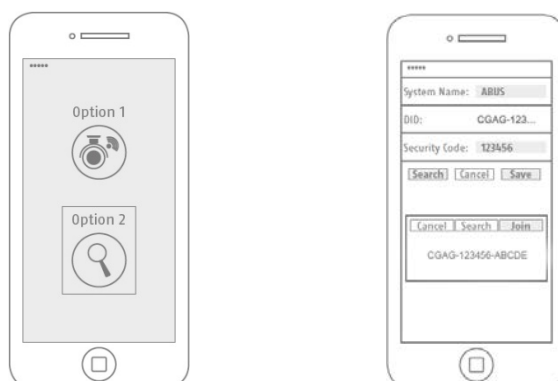 Option 1
Option 2
System Name: ABUS
DID: CGAG-123...
Security Code: 123456
Search Cancel Save
Cancel Search Join
CGAG-123456-ABCDE